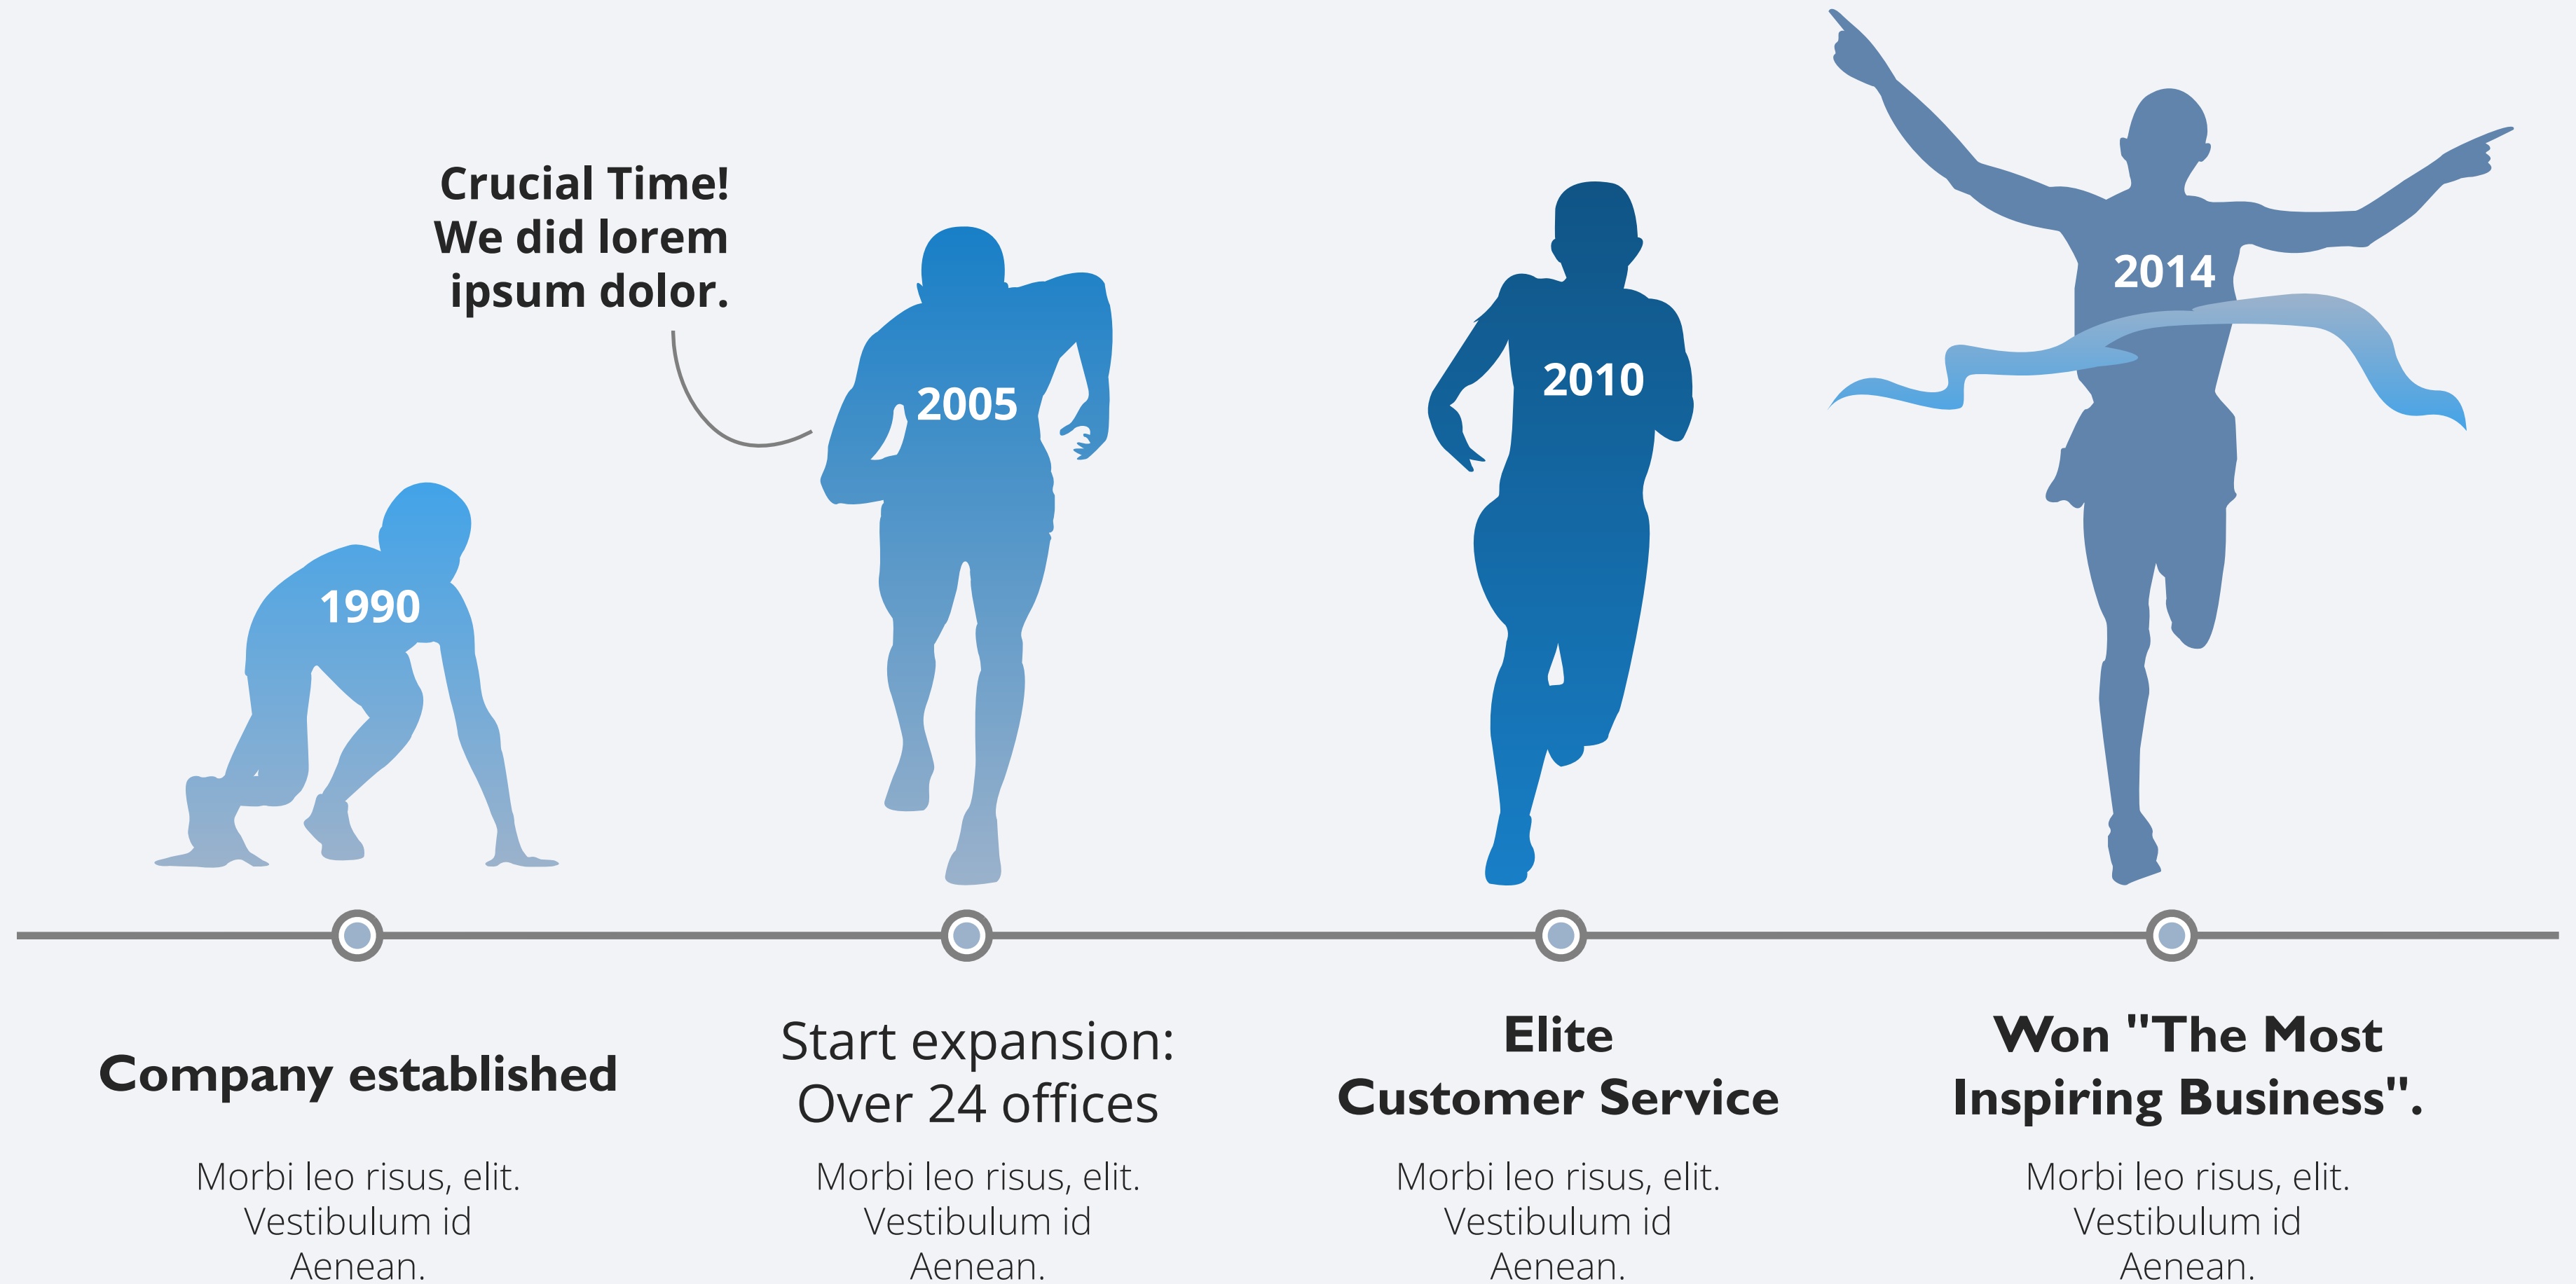 Crucial Time!
We did lorem
ipsum dolor.
1990
2005
2010
2014
Company established
Morbi leo risus, elit.
Vestibulum id
Aenean.
Start expansion:
Over 24 offices
Morbi leo risus, elit.
Vestibulum id
Aenean.
Elite
Customer Service
Morbi leo risus, elit.
Vestibulum id
Aenean.
Won "The Most
Inspiring Business".
Morbi leo risus, elit.
Vestibulum id
Aenean.